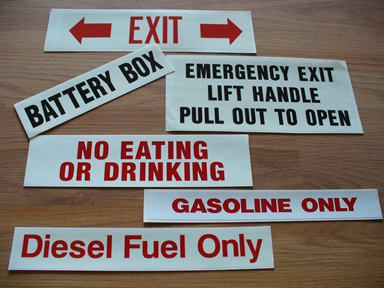 EXIT
BATTERY BOX
EMERGENCY EXIT
LIFT HANDLE
PULL OUT TO OPEN
NO EATING
OR DRINKING
GASOLINE ONLY
Diesel Fuel Only